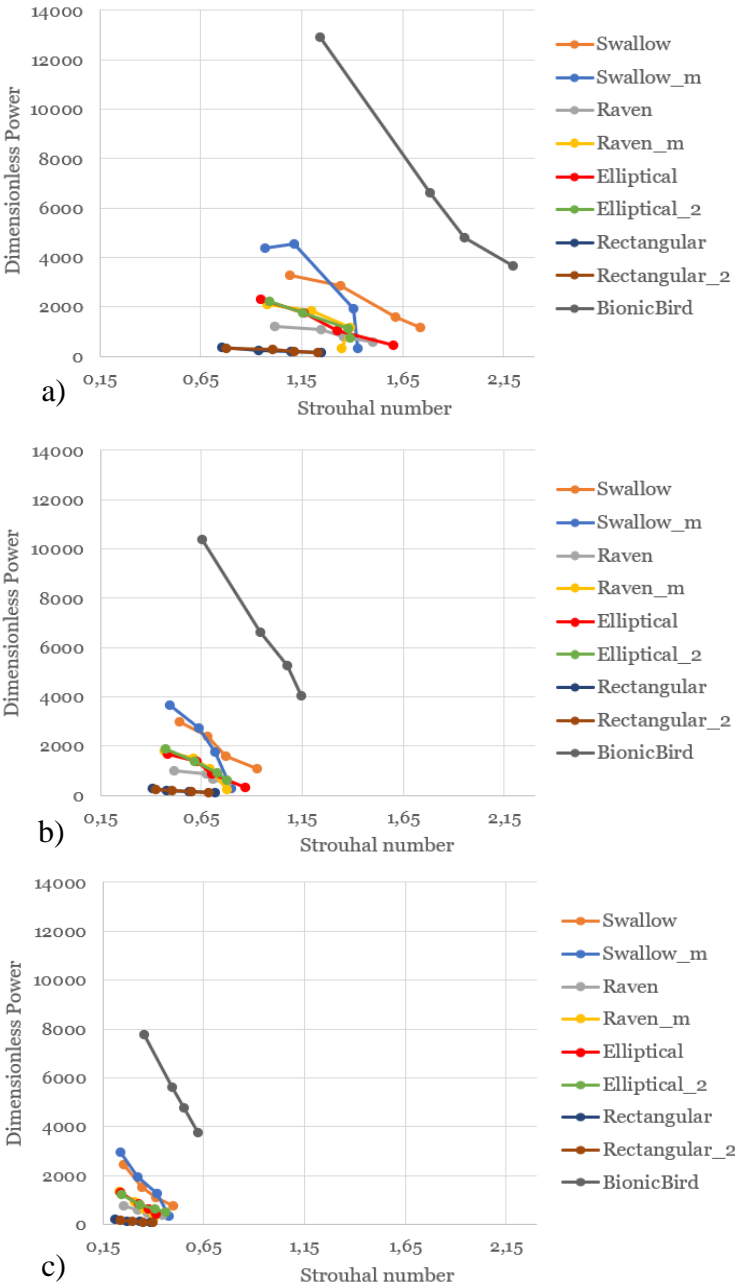 14000
12000
10000
8000
6000
4000
2000
0
Dimensionless Power
0,15 0,65 1,15 1,65 2,15
Strouhal number
a)
Swallow
Swallow_m
Raven
Raven_m
Elliptical
Elliptical_2
Rectangular
Rectangular_2
BionicBird
14000
12000
10000
8000
6000
4000
2000
0
Dimensionless Power
0,15 0,65 1,15 1,65 2,15
Strouhal number
b)
Swallow
Swallow_m
Raven
Raven_m
Elliptical
Elliptical_2
Rectangular
Rectangular_2
BionicBird
14000
12000
10000
8000
6000
4000
2000
0
Dimensionless Power
0,15 0,65 1,15 1,65 2,15
Strouhal number
c)
Swallow
Swallow_m
Raven
Raven_m
Elliptical
Elliptical_2
Rectangular
Rectangular_2
BionicBird